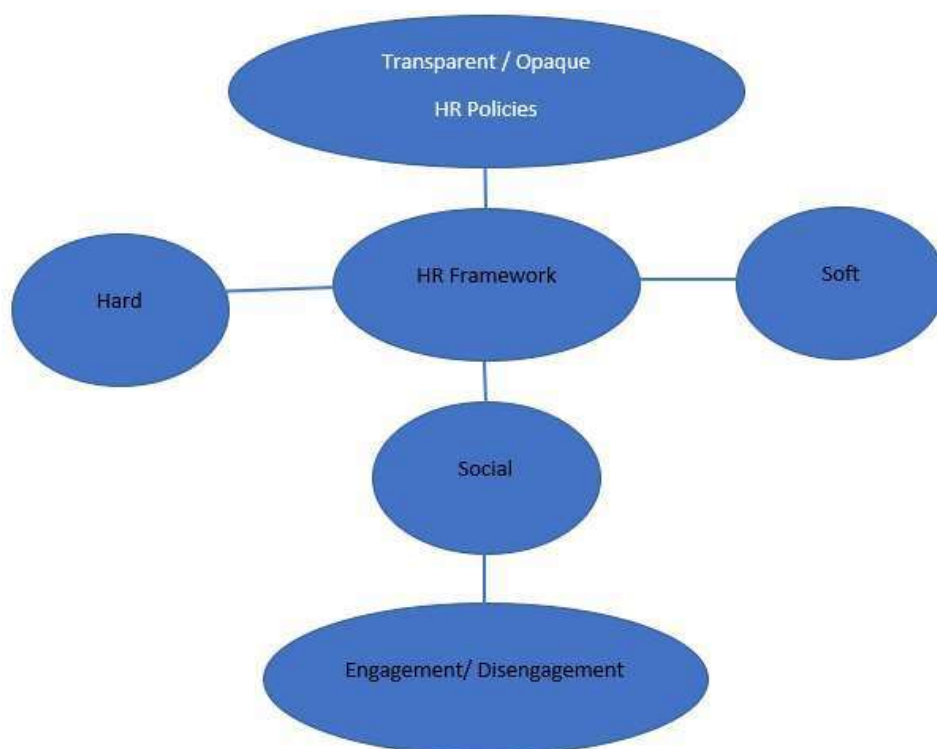 Transparent / Opaque
HR Policies
HR Framework
Soft
Hard
Social
Engagement/ Disengagement